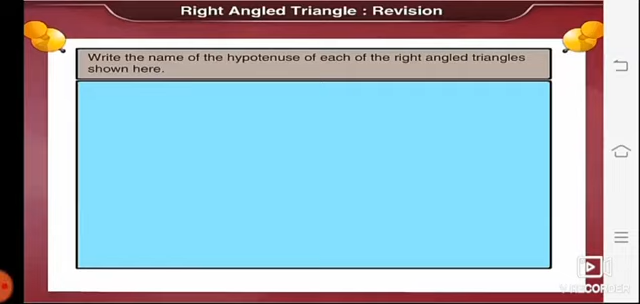 Right Angled Triangle : Revision
Write the name of the hypotenuse of each of the right angled triangles
shown here.